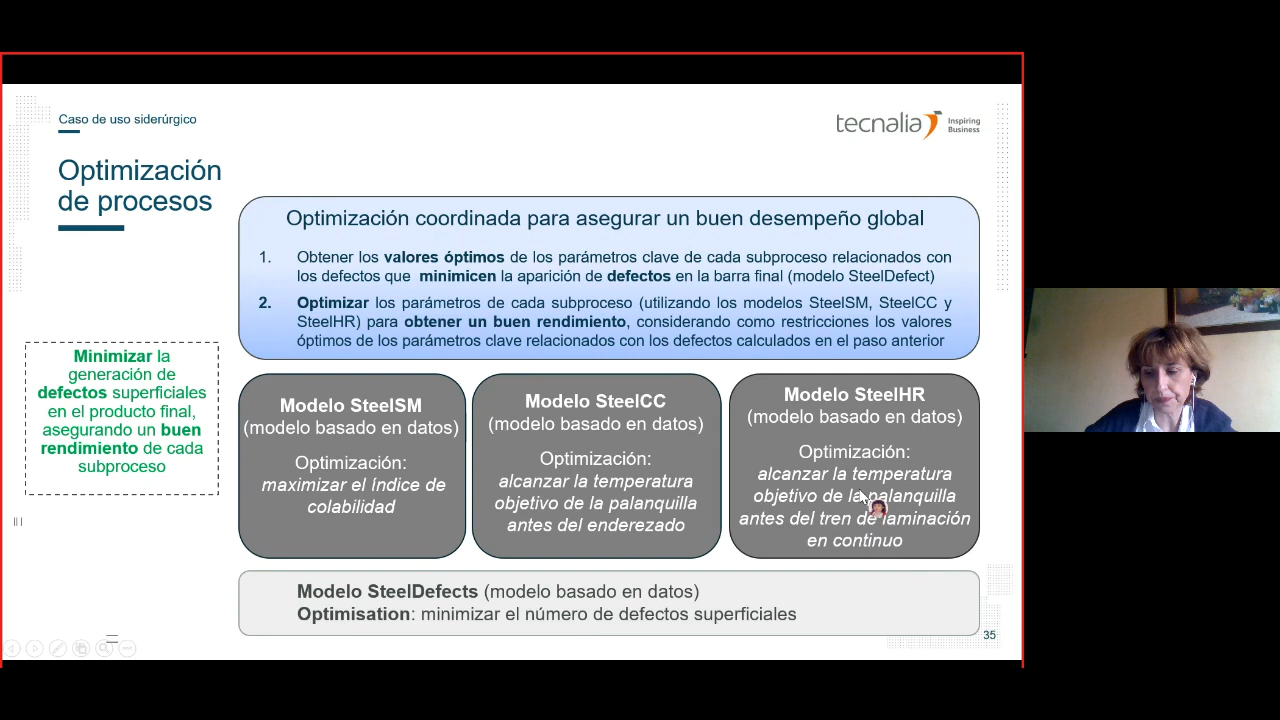 Caso de uso siderúrgico
tecnalia
Inspiring
Business
Optimización
de procesos
Optimización coordinada para asegurar un buen desempeño global
1. Obtener los valores óptimos de los parámetros clave de cada subproceso relacionados con
los defectos que minimicen la aparición de defectos en la barra final (modelo SteelDefect)
2. Optimizar los parámetros de cada subproceso (utilizando los modelos SteelSM, SteelCC y
SteelHR) para obtener un buen rendimiento, considerando como restricciones los valores
óptimos de los parámetros clave relacionados con los defectos calculados en el paso anterior
Minimizar la
generación de
defectos superficiales
en el producto final,
asegurando un buen
rendimiento de cada
subproceso
Modelo SteelSM
(modelo basado en datos)
Optimización:
maximizar el índice de
colabilidad
Modelo SteelCC
(modelo basado en datos)
Optimización:
alcanzar la temperatura
objetivo de la palanquilla
antes del enderezado
Modelo SteelHR
(modelo basado en datos)
Optimización:
alcanzar la temperatura
objetivo de la palanquilla
antes del tren de laminación
en continuo
Modelo SteelDefects (modelo basado en datos)
Optimisation: minimizar el número de defectos superficiales
35